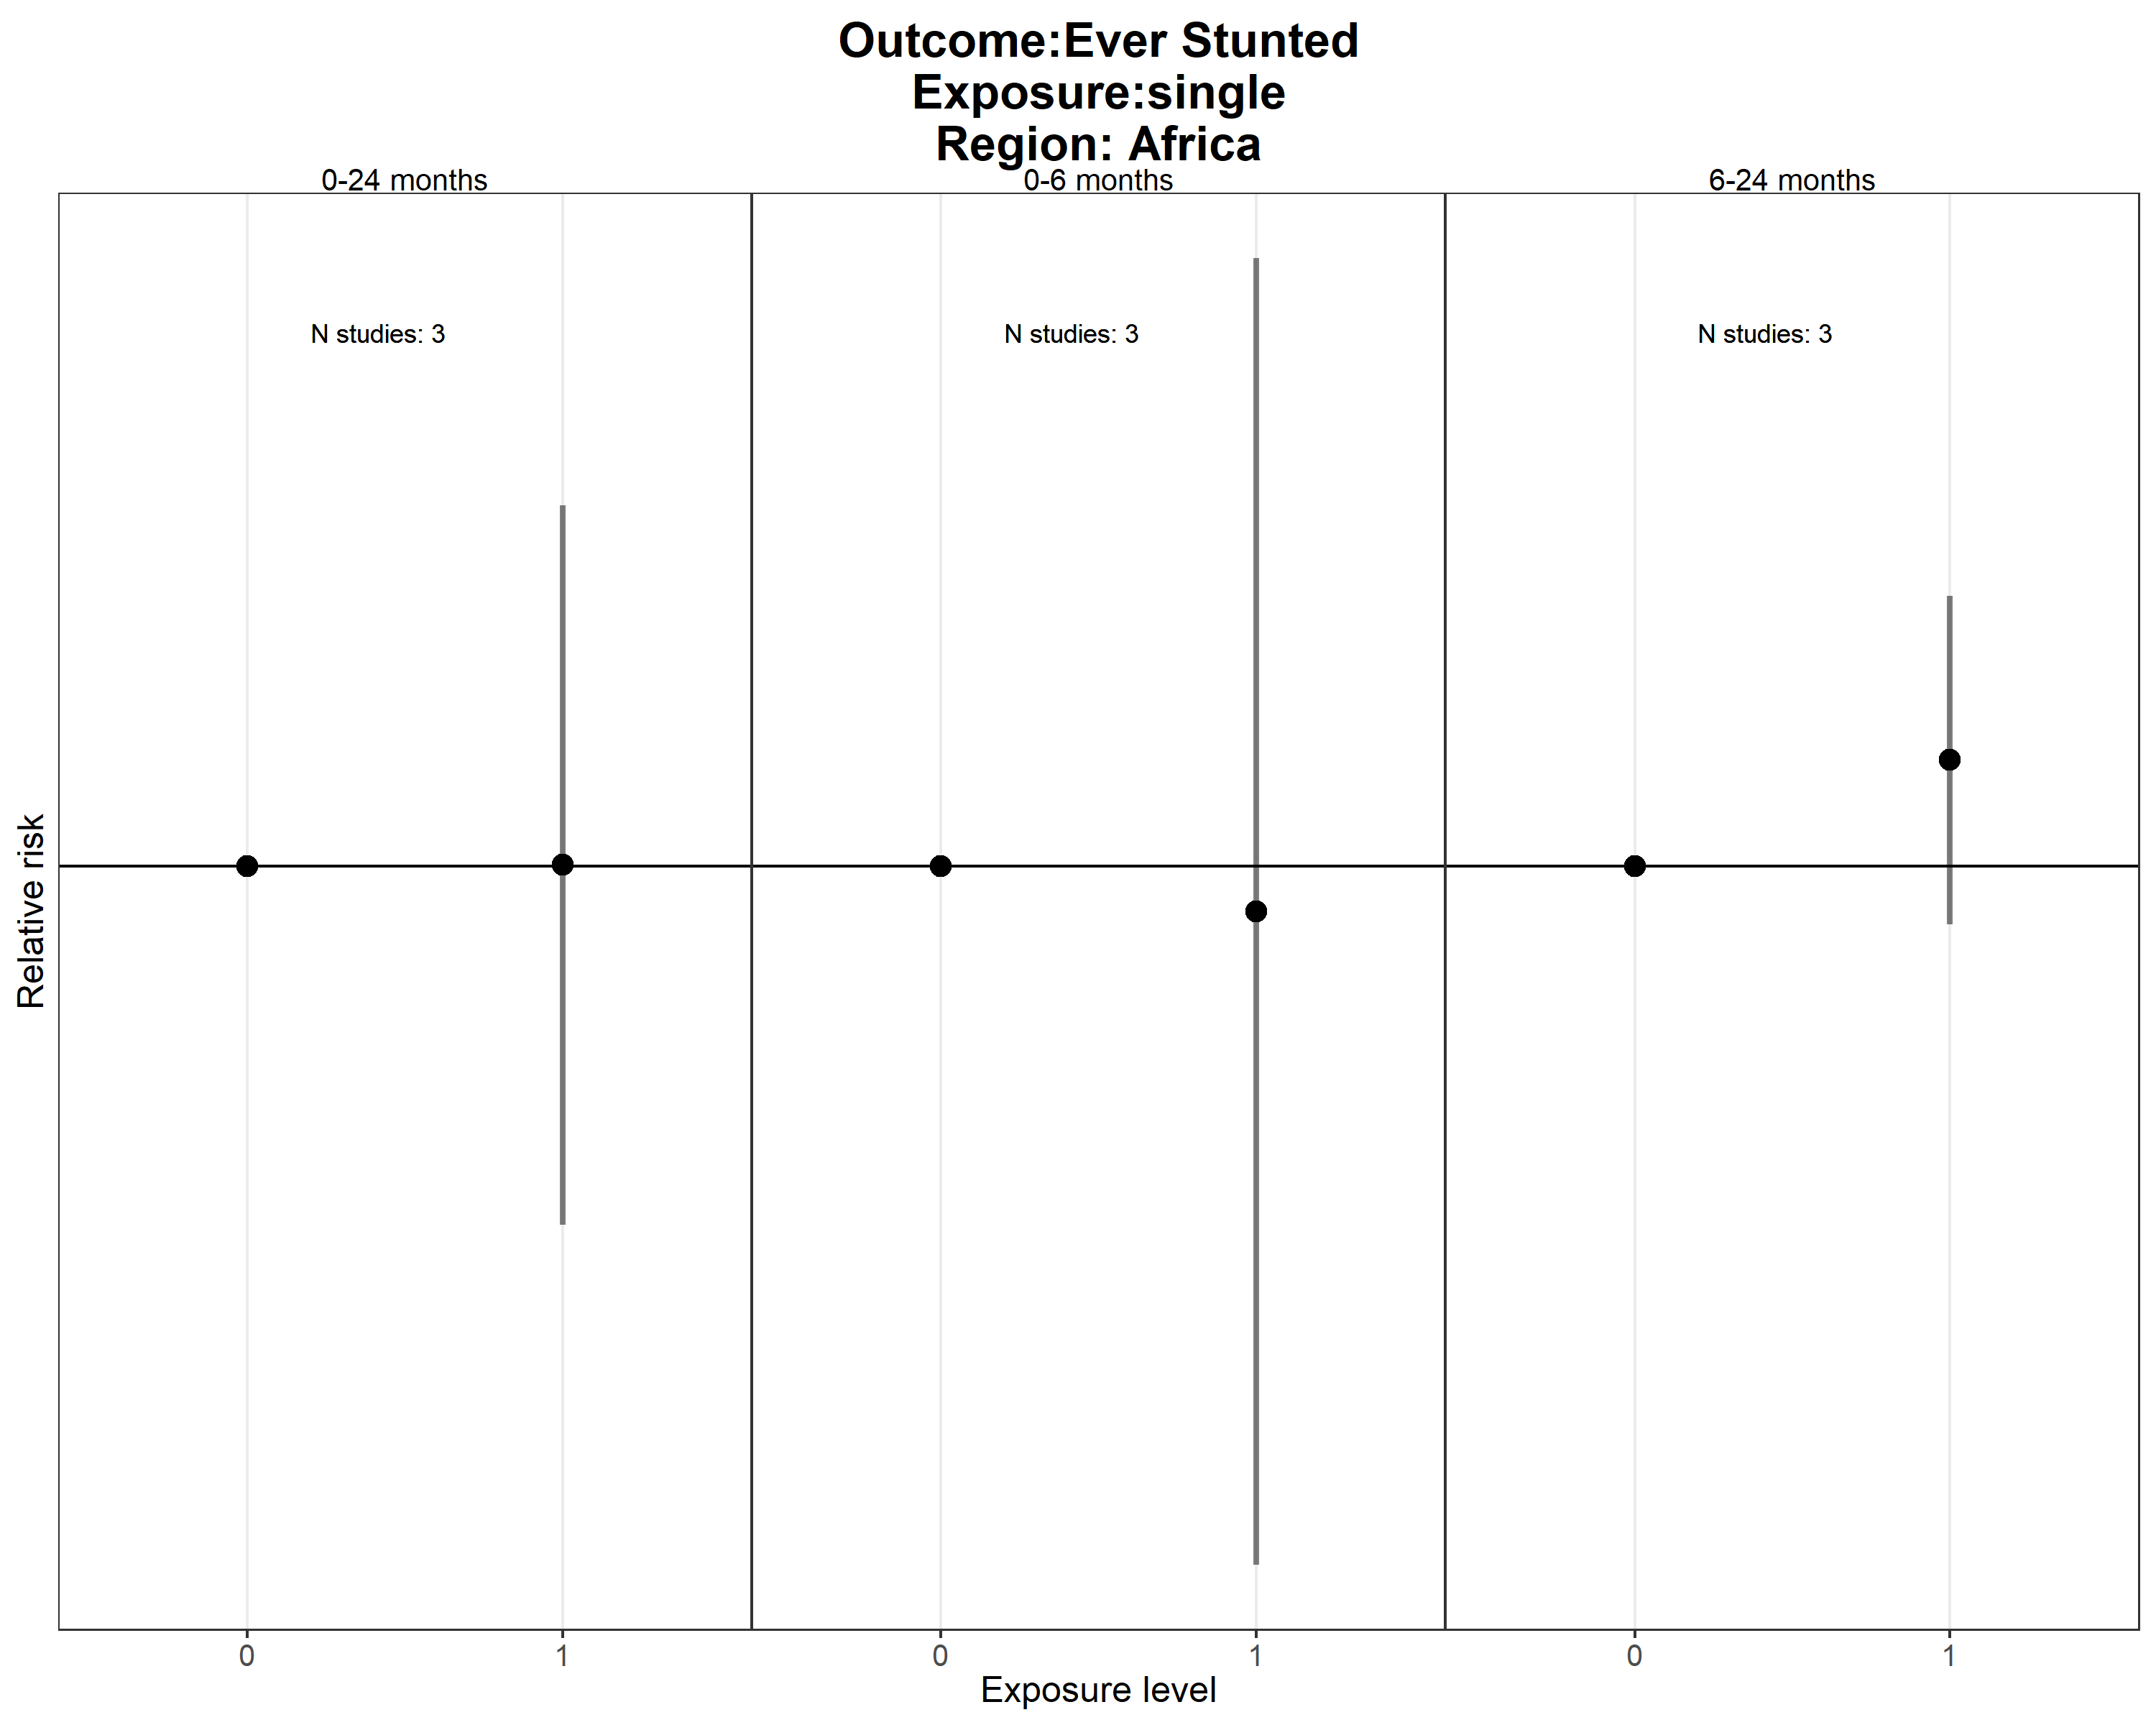 Outcome:Ever Stunted
Exposure:single
Region: Africa
0-24 months
0-6 months
6-24 months
N studies: 3
N studies: 3
N studies: 3
Relative risk
0
1
0
1
0
1
Exposure level